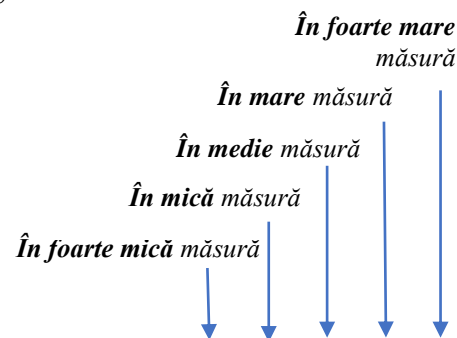 În foarte mare
măsură
În mare măsură
În medie măsură
În mică măsură
În foarte mică măsură